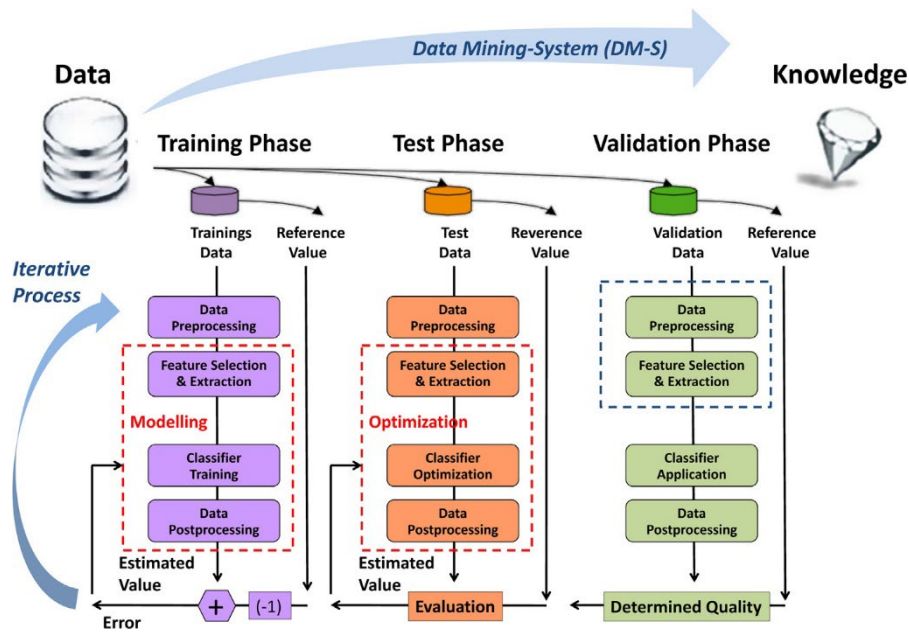 Data Mining-System (DM-S)
Data
Knowledge
Training Phase
Test Phase
Validation Phase
Trainings
Data
Reference
Value
Test
Data
Reverence
Value
Validation
Data
Reference
Value
Iterative
Process
Data
Preprocessing
Feature Selection
& Extraction
Modelling
Classifier
Training
Data
Postprocessing
Estimated
Value
+
(-1)
Error
Data
Preprocessing
Feature Selection
& Extraction
Optimization
Classifier
Optimization
Data
Postprocessing
Estimated
Value
Evaluation
Data
Preprocessing
Feature Selection
& Extraction
Classifier
Application
Data
Postprocessing
Determined Quality